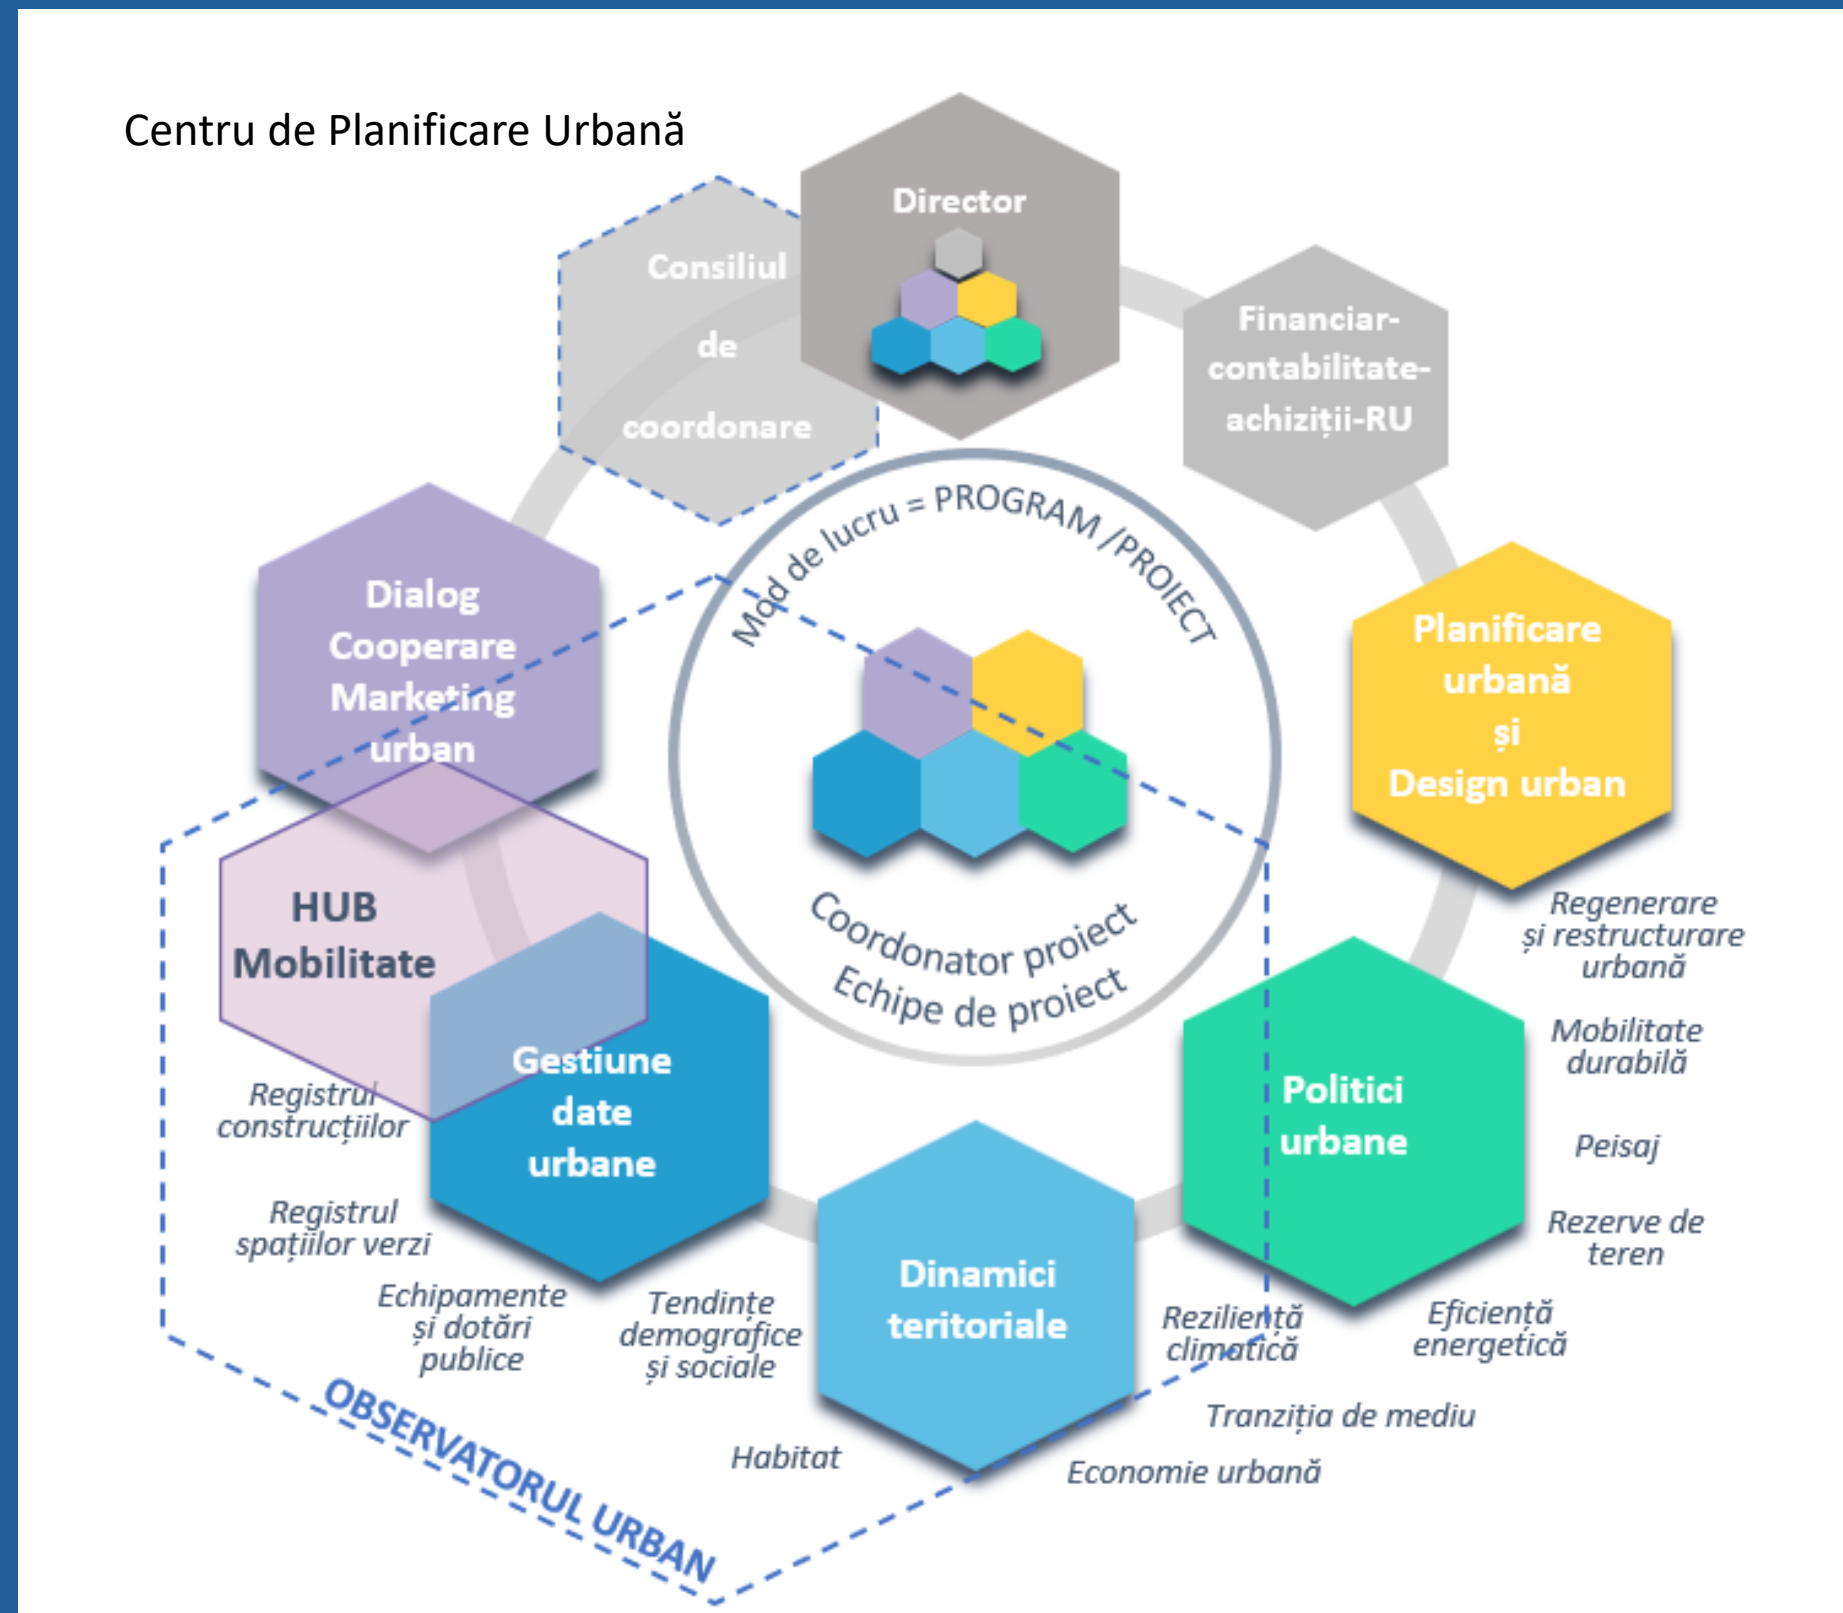 Centru de Planificare Urbană
Director
Consiliul
de
coordonare
Financiar-
contabilitate-
achiziții-RU
Mod de lucru = PROGRAM /PROIECT
Dialog
Cooperare
Marketing
urban
Planificare
urbană
și
Design urban
HUB
Mobilitate
Coordonator proiect
Echipe de proiect
Regenerare
și restructurare
urbană
Mobilitate
durabilă
Peisaj
Rezerve de
teren
Gestiune
date
urbane
Politici
urbane
Registrul
construcțiilor
Registrul
spațiilor verzi
Echipamente
și dotări
publice
Tendințe
demografice
și sociale
Dinamici
teritoriale
Reziliență
climatică
Eficiență
energetică
Tranziția de mediu
Habitat
Economie urbană
OBSERVATORUL URBAN